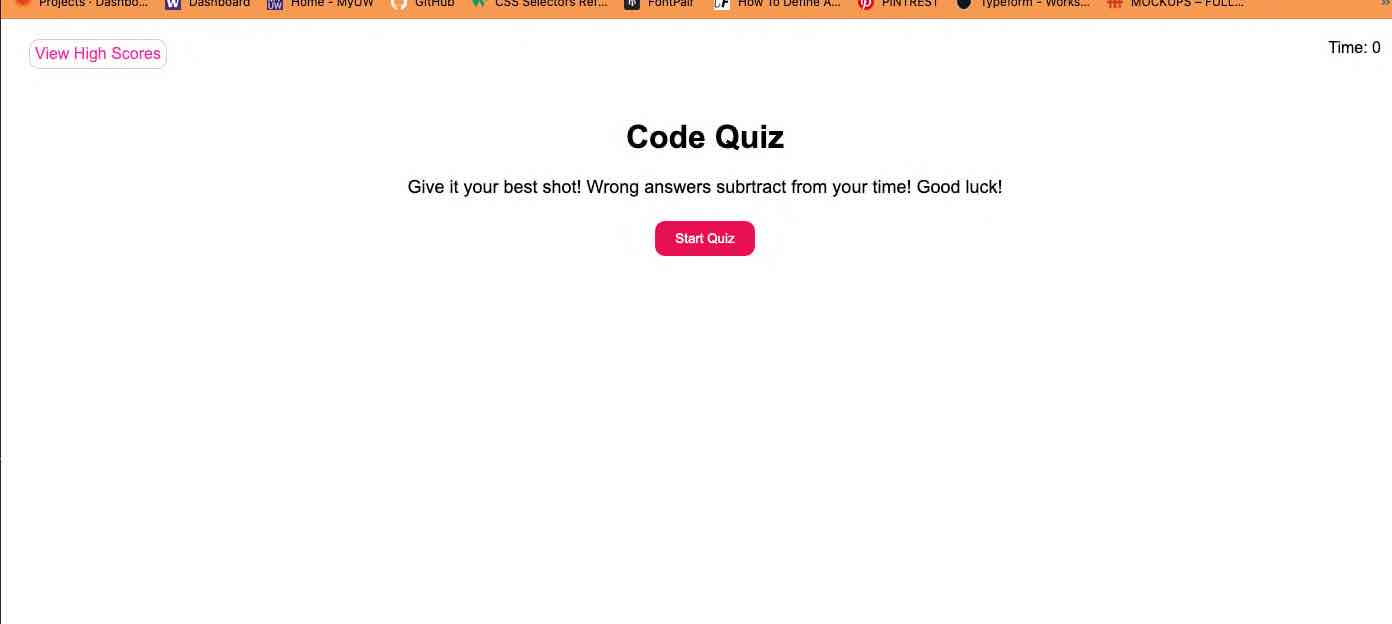 Projects · Dashbo... Dashboard Home - MyUW GitHub CSS Selectors Ref... FontPair How To Define A... PINTREST Typeform - Works... MOCKUPS – FULL...
View High Scores
Time: 0
Code Quiz
Give it your best shot! Wrong answers subrtract from your time! Good luck!
Start Quiz